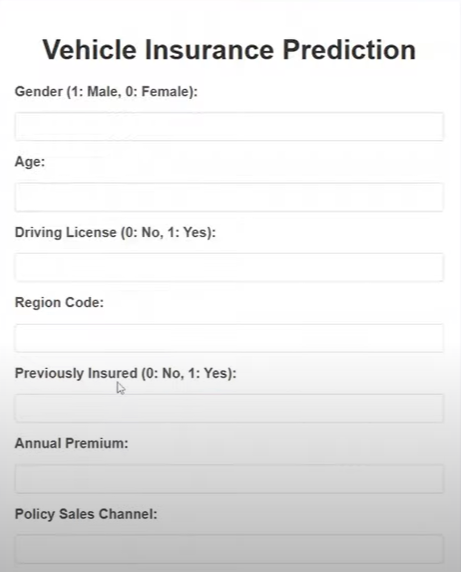 Vehicle Insurance Prediction
Gender (1: Male, 0: Female):
Age:
Driving License (0: No, 1: Yes):
Region Code:
Previously Insured (0: No, 1: Yes):
Annual Premium:
Policy Sales Channel: